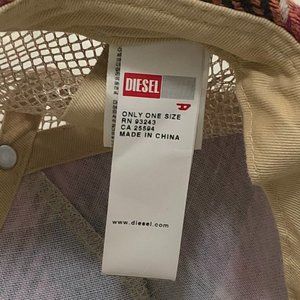 DIESEL
ONLY ONE SIZE
RN 93243
CA 25594
MADE IN CHINA
www.diesel.com